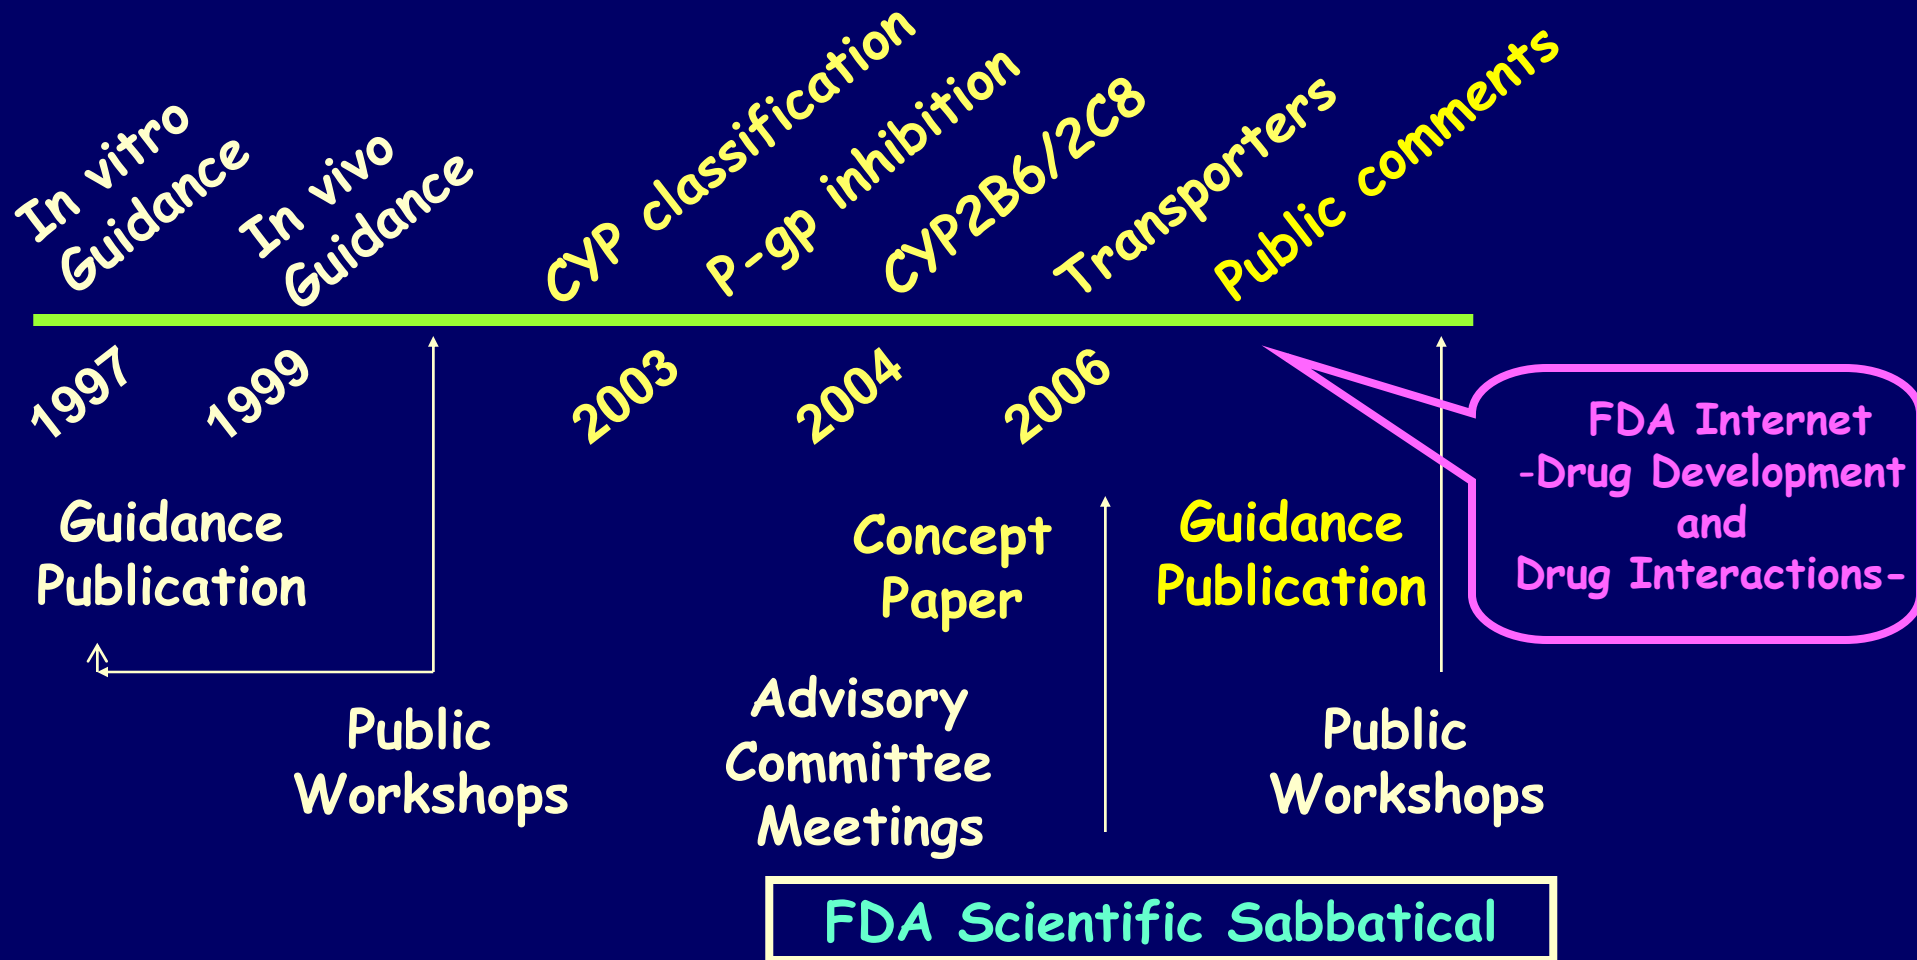 In vitro
Guidance
In vivo
Guidance
CYP classification
P-gp inhibition
CYP2B6/2C8
Transporters
Public comments
1997
1999
2003
2004
2006
FDA Internet
-Drug Development
and
Drug Interactions-
Guidance
Publication
Concept
Paper
Guidance
Publication
Public
Workshops
Advisory
Committee
Meetings
Public
Workshops
FDA Scientific Sabbatical